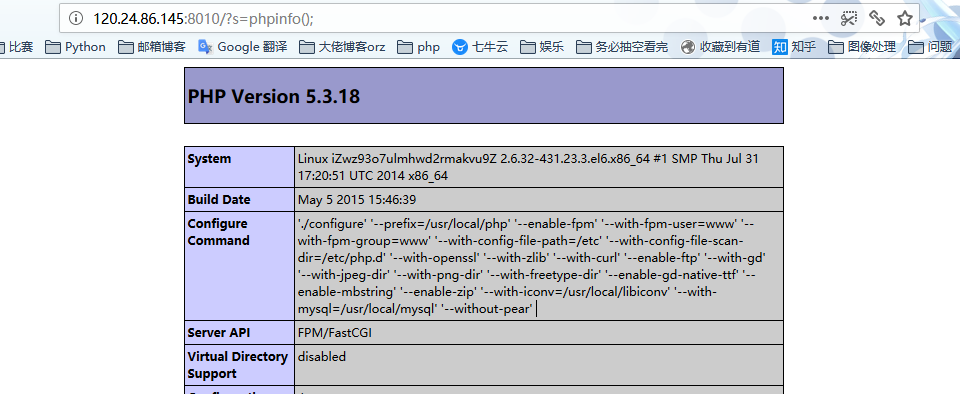 120.24.86.145:8010/?s=phpinfo();
比赛 Python 邮箱博客 Google 翻译 大佬博客orz php 七牛云 娱乐 务必抽空看完 收藏到有道 知乎 图像处理 问题
PHP Version 5.3.18
System Linux iZwz93o7ulmhwd2rmakvu9Z 2.6.32-431.23.3.el6.x86_64 #1 SMP Thu Jul 31
17:20:51 UTC 2014 x86_64
Build Date May 5 2015 15:46:39
Configure './configure' '--prefix=/usr/local/php' '--enable-fpm' '--with-fpm-user=www' '--
Command with-fpm-group=www' '--with-config-file-path=/etc' '--with-config-file-scan-
dir=/etc/php.d' '--with-openssl' '--with-zlib' '--with-curl' '--enable-ftp' '--with-gd'
'--with-jpeg-dir' '--with-png-dir' '--with-freetype-dir' '--enable-gd-native-ttf' '--
enable-mbstring' '--enable-zip' '--with-iconv=/usr/local/libiconv' '--with-
mysql=/usr/local/mysql' '--without-pear'
Server API FPM/FastCGI
Virtual Directory disabled
Support